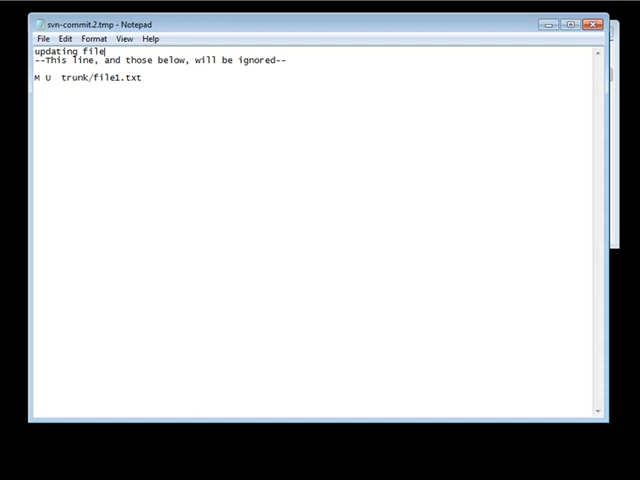 svn-commit.2.tmp - Notepad
File Edit Format View Help
updating file
--This line, and those below, will be ignored--
M U trunk/file1.txt